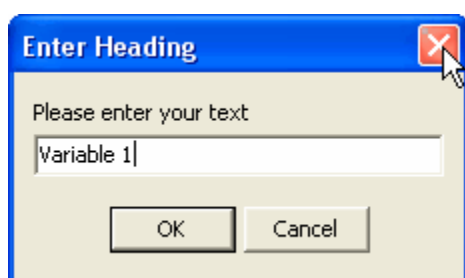 Enter Heading
Please enter your text
Variable 1
OK Cancel